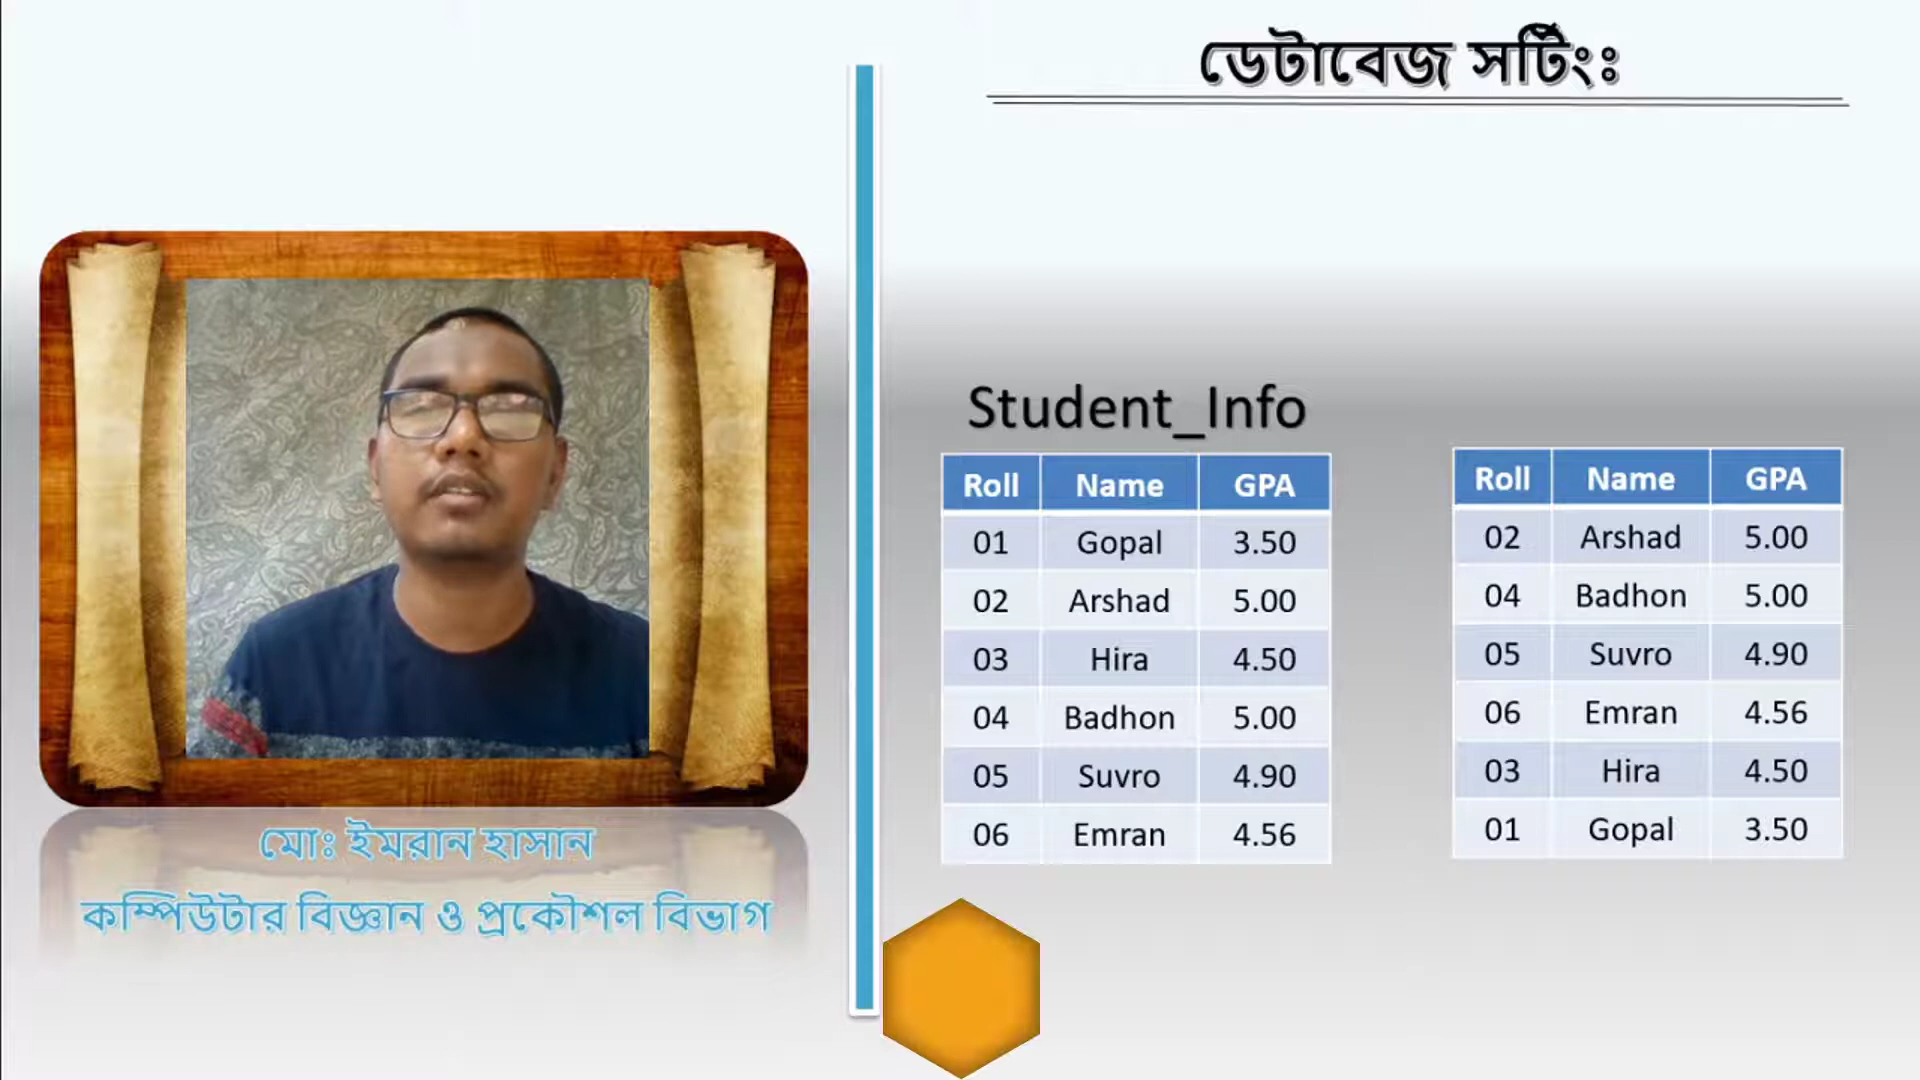 ডেটাবেজ সর্টিংঃ
Student_Info
Roll Name GPA
01 Gopal 3.50
02 Arshad 5.00
03 Hira 4.50
04 Badhon 5.00
05 Suvro 4.90
06 Emran 4.56
Roll Name GPA
02 Arshad 5.00
04 Badhon 5.00
05 Suvro 4.90
06 Emran 4.56
03 Hira 4.50
01 Gopal 3.50
মোঃ ইমরান হাসান
কম্পিউটার বিজ্ঞান ও প্রকৌশল বিভাগ